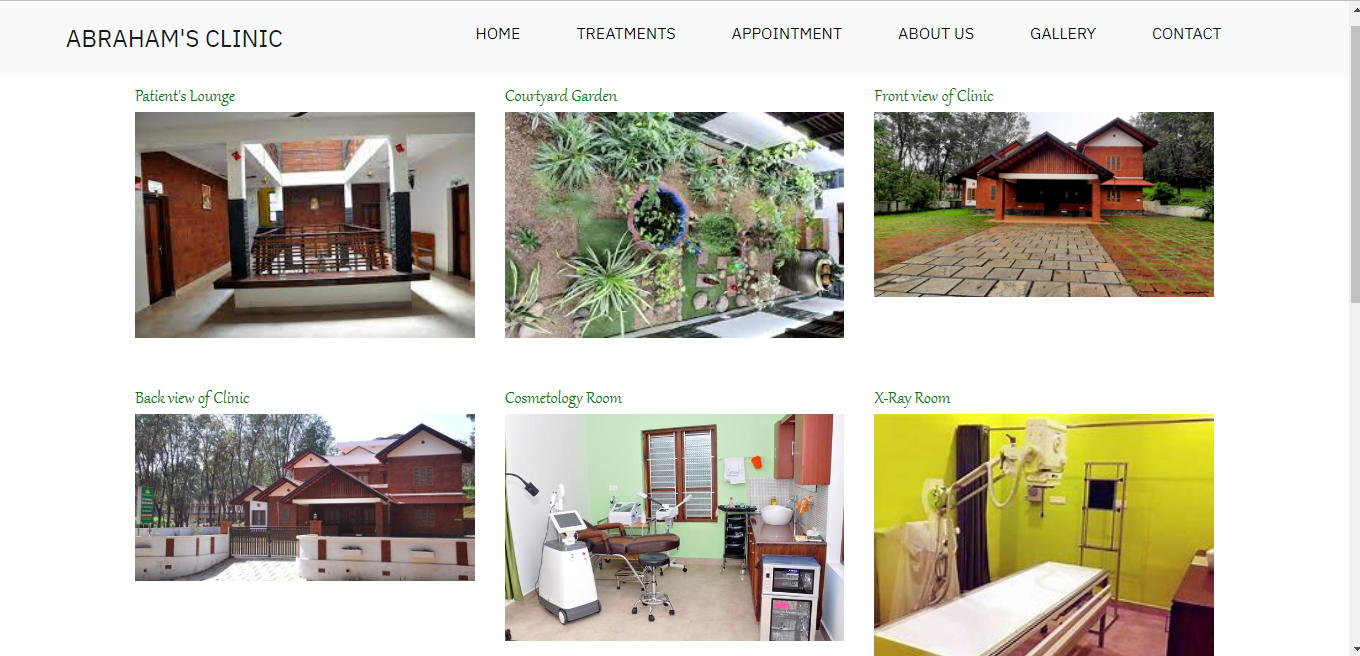 ABRAHAM'S CLINIC
HOME TREATMENTS APPOINTMENT ABOUT US GALLERY CONTACT
Patient's Lounge
Courtyard Garden
Front view of Clinic
Back view of Clinic
Cosmetology Room
X-Ray Room